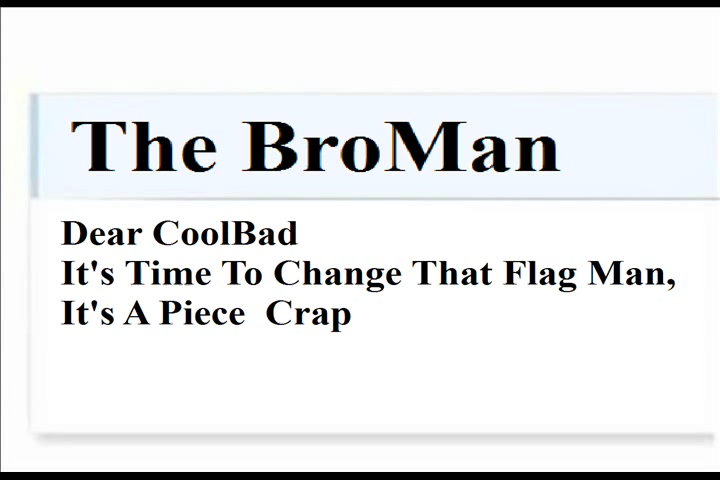 The BroMan
Dear CoolBad
It's Time To Change That Flag Man,
It's A Piece  Crap